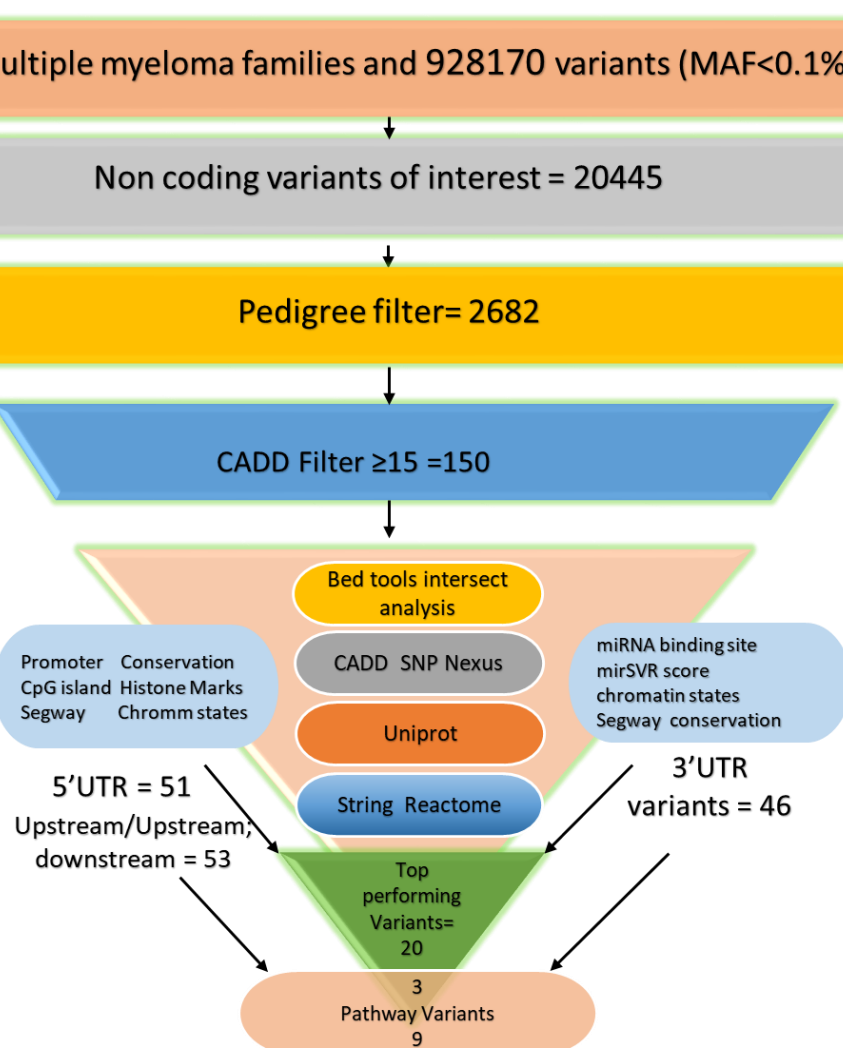 ultiple myeloma families and 928170 variants (MAF<0.1%
Non coding variants of interest = 20445
Pedigree filter= 2682
CADD Filter ≥15 =150
Bed tools intersect
analysis
CADD SNP Nexus
Uniprot
String Reactome
Promoter Conservation
CpG island Histone Marks
Segway Chromm states
5’UTR = 51
Upstream/Upstream;
downstream = 53
miRNA binding site
mirSVR score
chromatin states
Segway conservation
3’UTR
variants = 46
Top
performing
Variants=
20
3
Pathway Variants
9